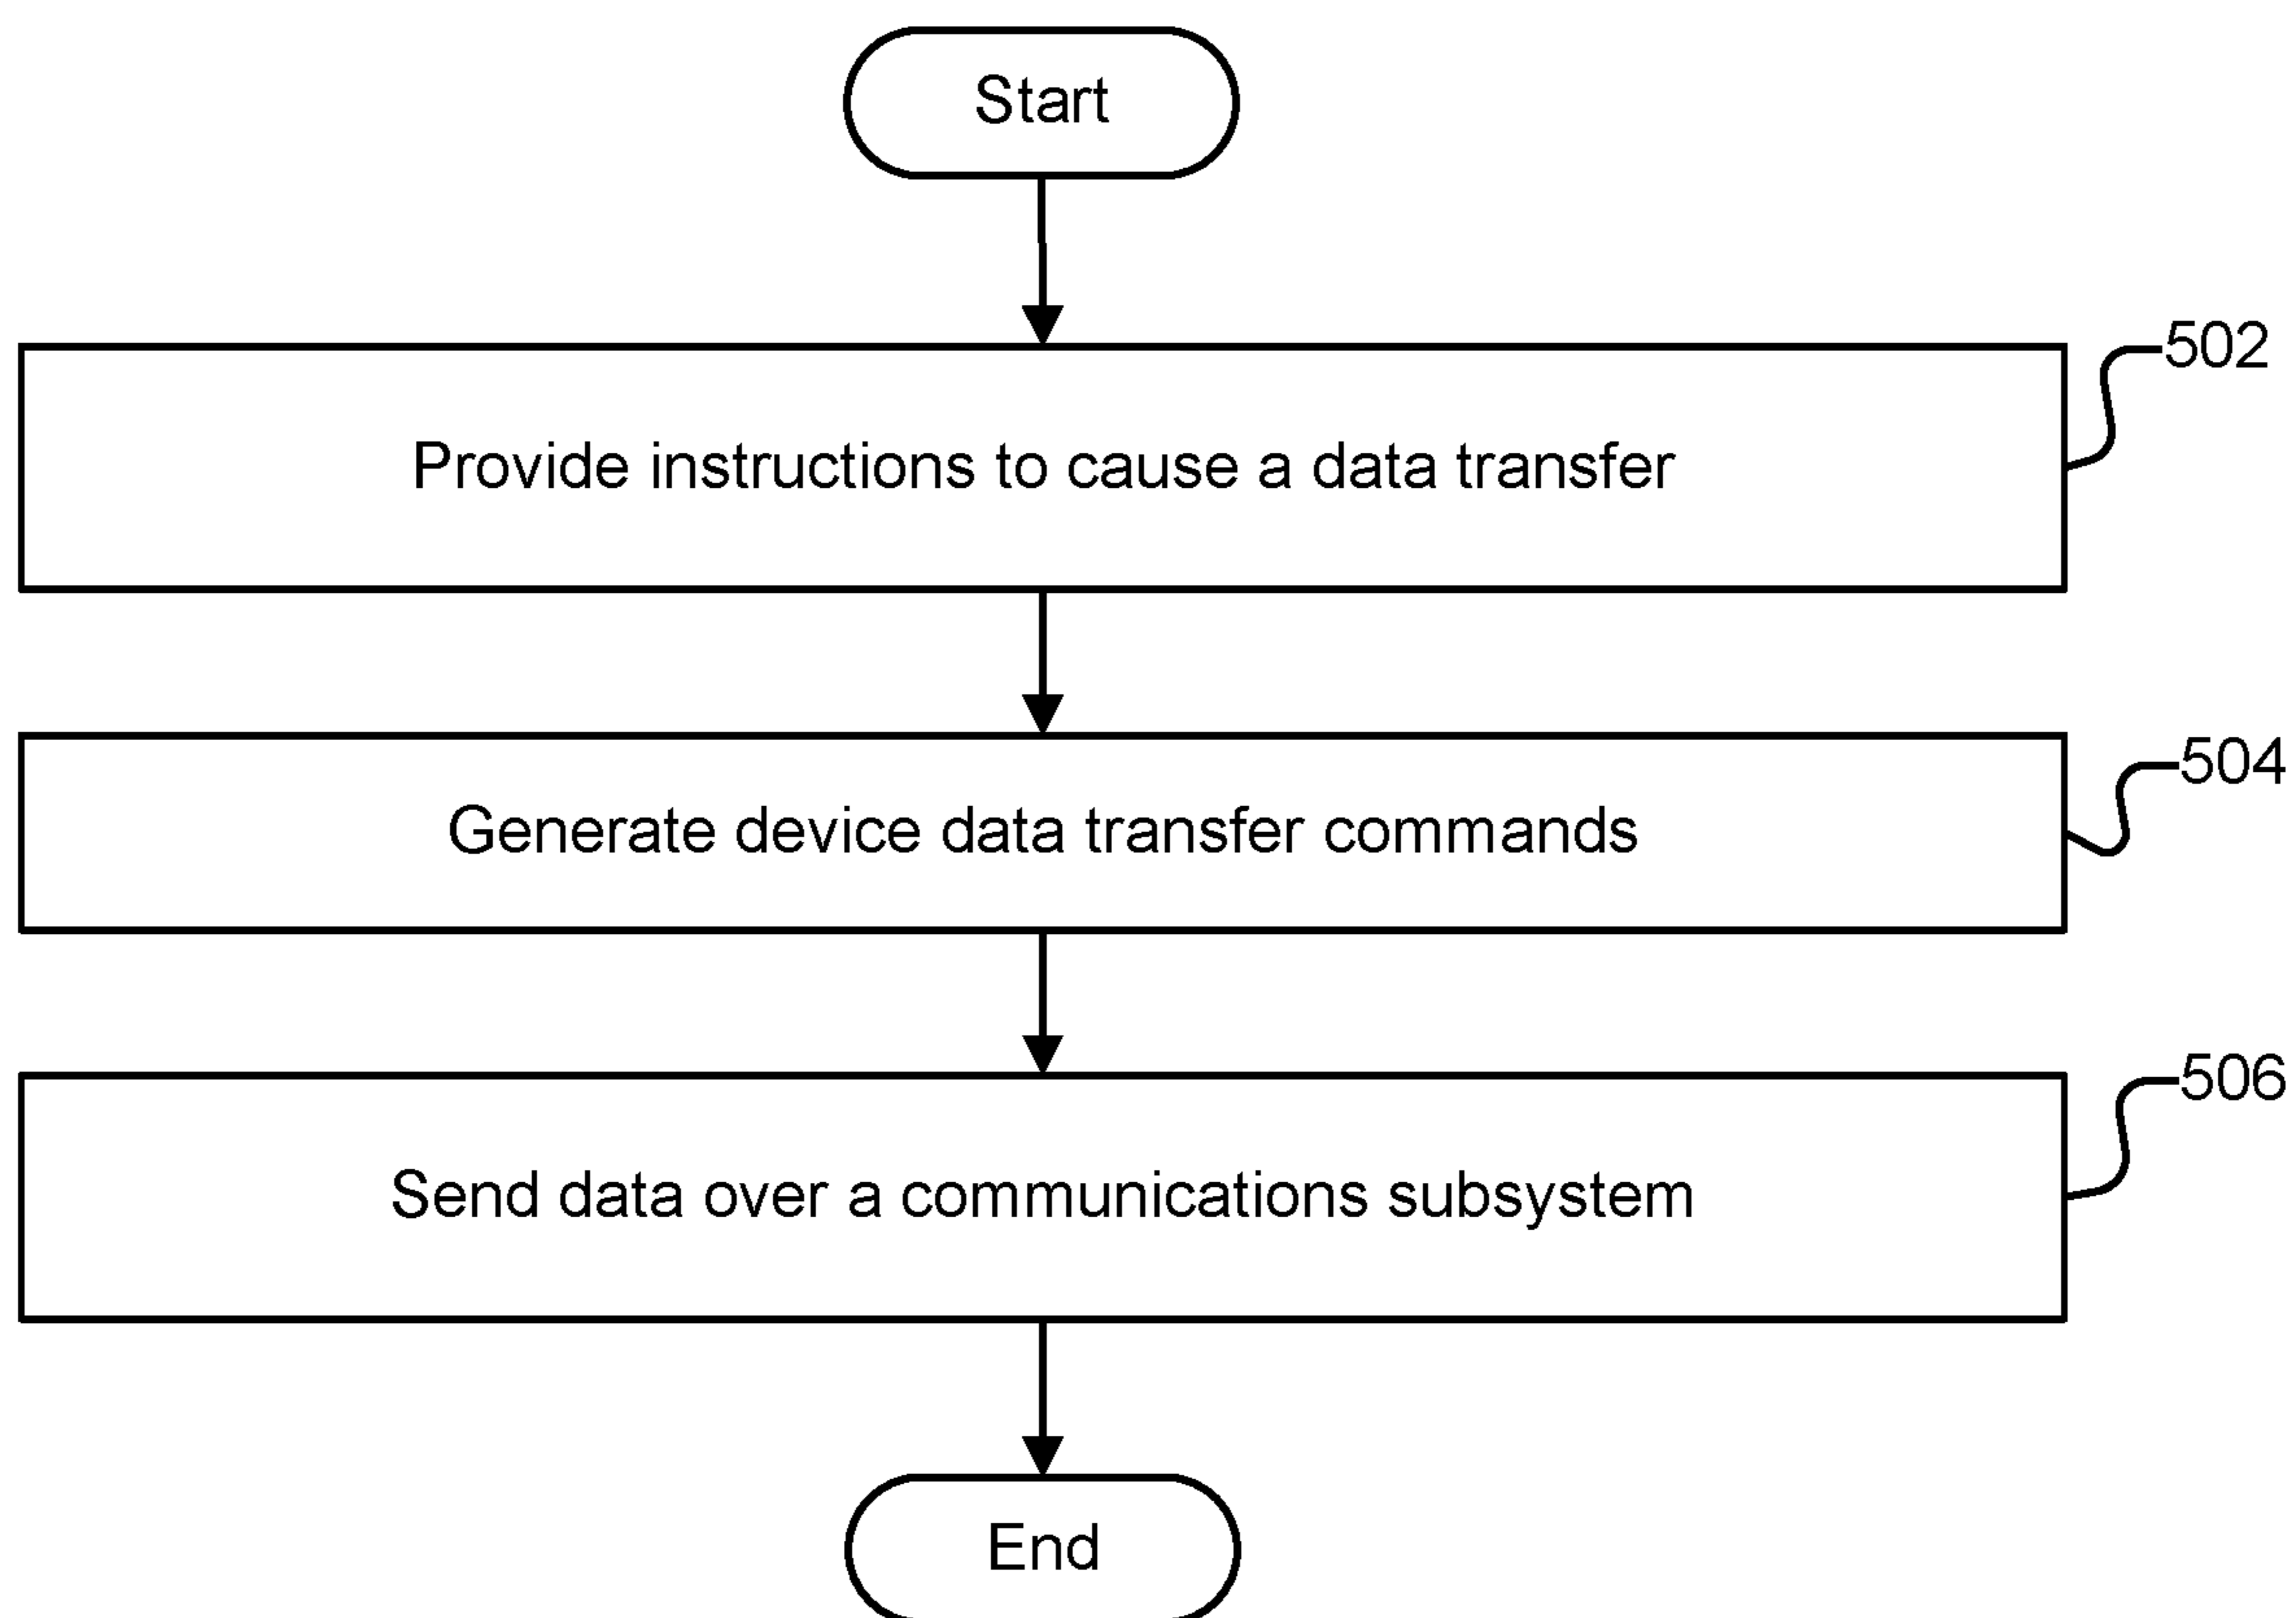 Start
502
Provide instructions to cause a data transfer
504
Generate device data transfer commands
506
Send data over a communications subsystem
End